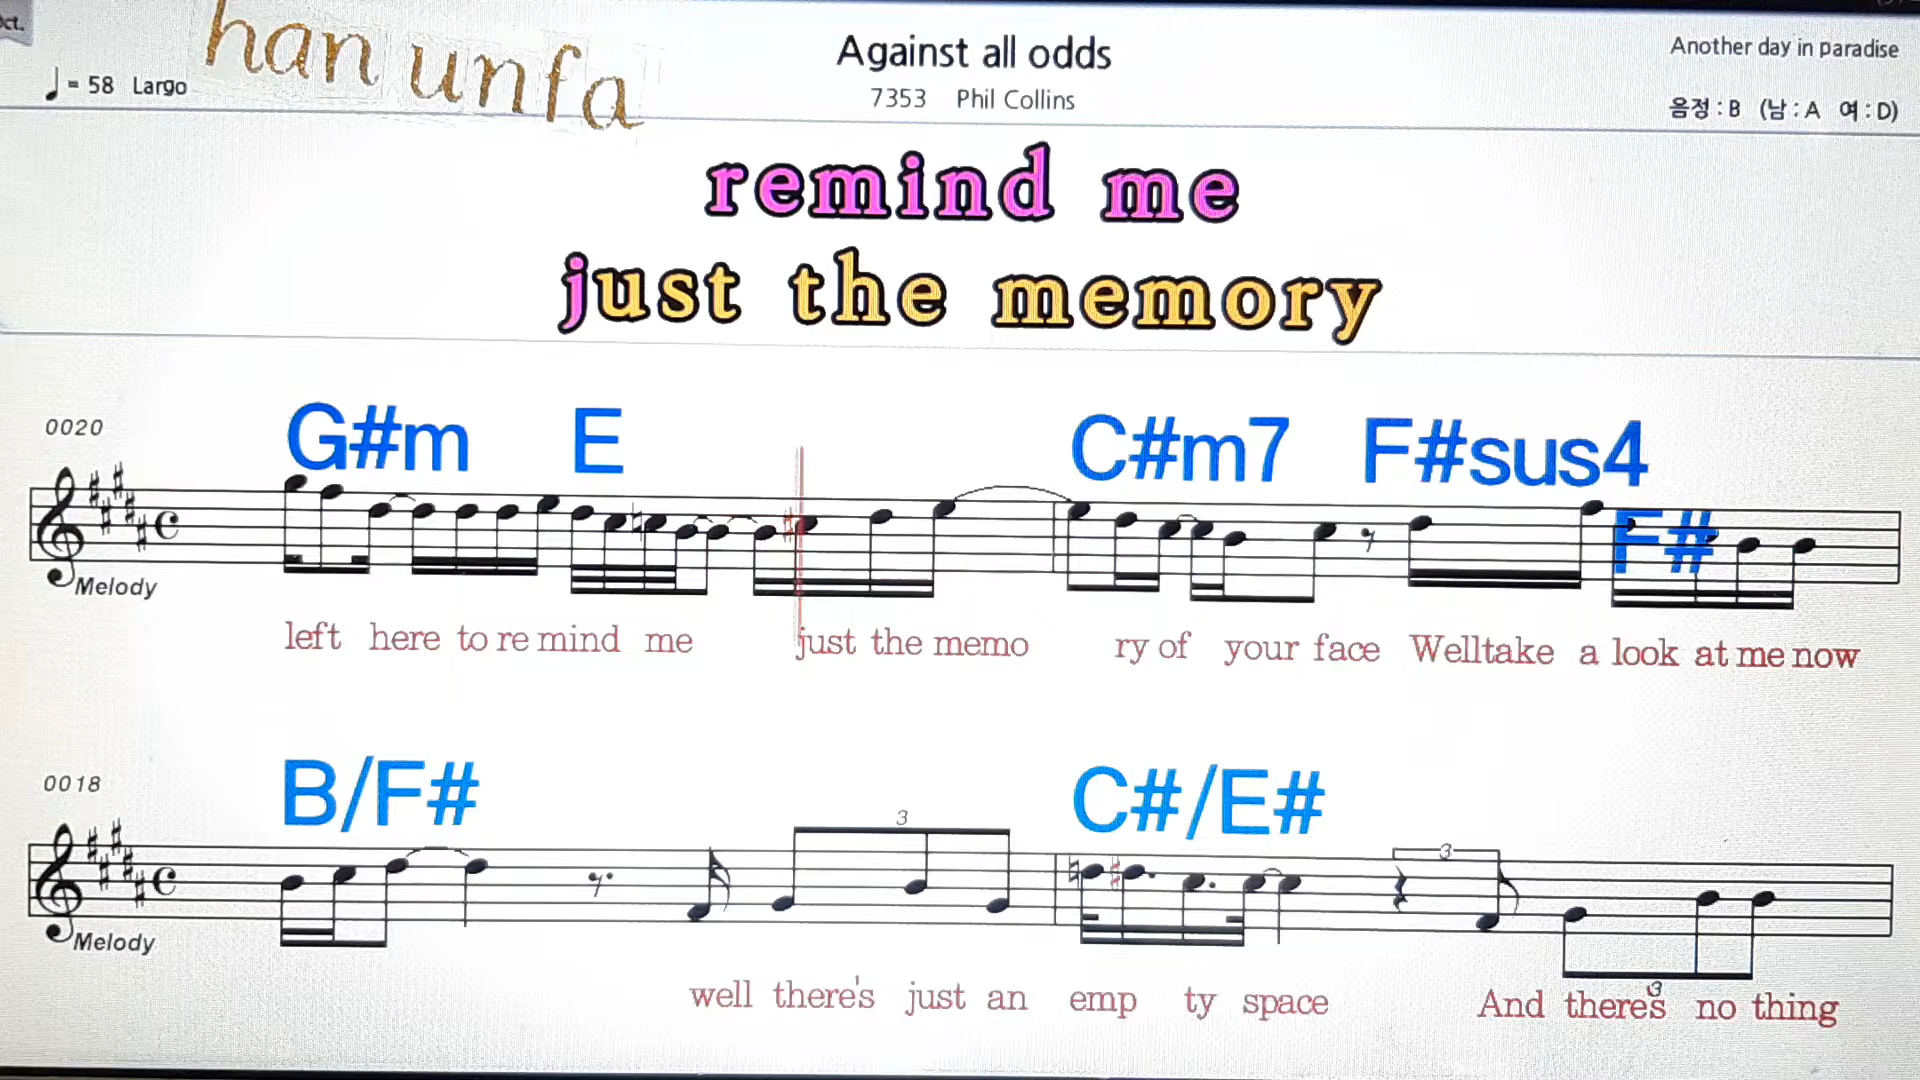 Oct.
han unfa
♩ = 58 Largo
Against all odds
7353 Phil Collins
Another day in paradise
음정 : B (남 : A 여 : D)
remind me
just the memory
0020
G#m E C#m7 F#sus4 F#
Melody
left here to re mind me just the memo ry of your face Welltake a look at me now
0018
B/F# C#/E#
3 3
Melody
well there's just an emp ty space And there's no thing
3